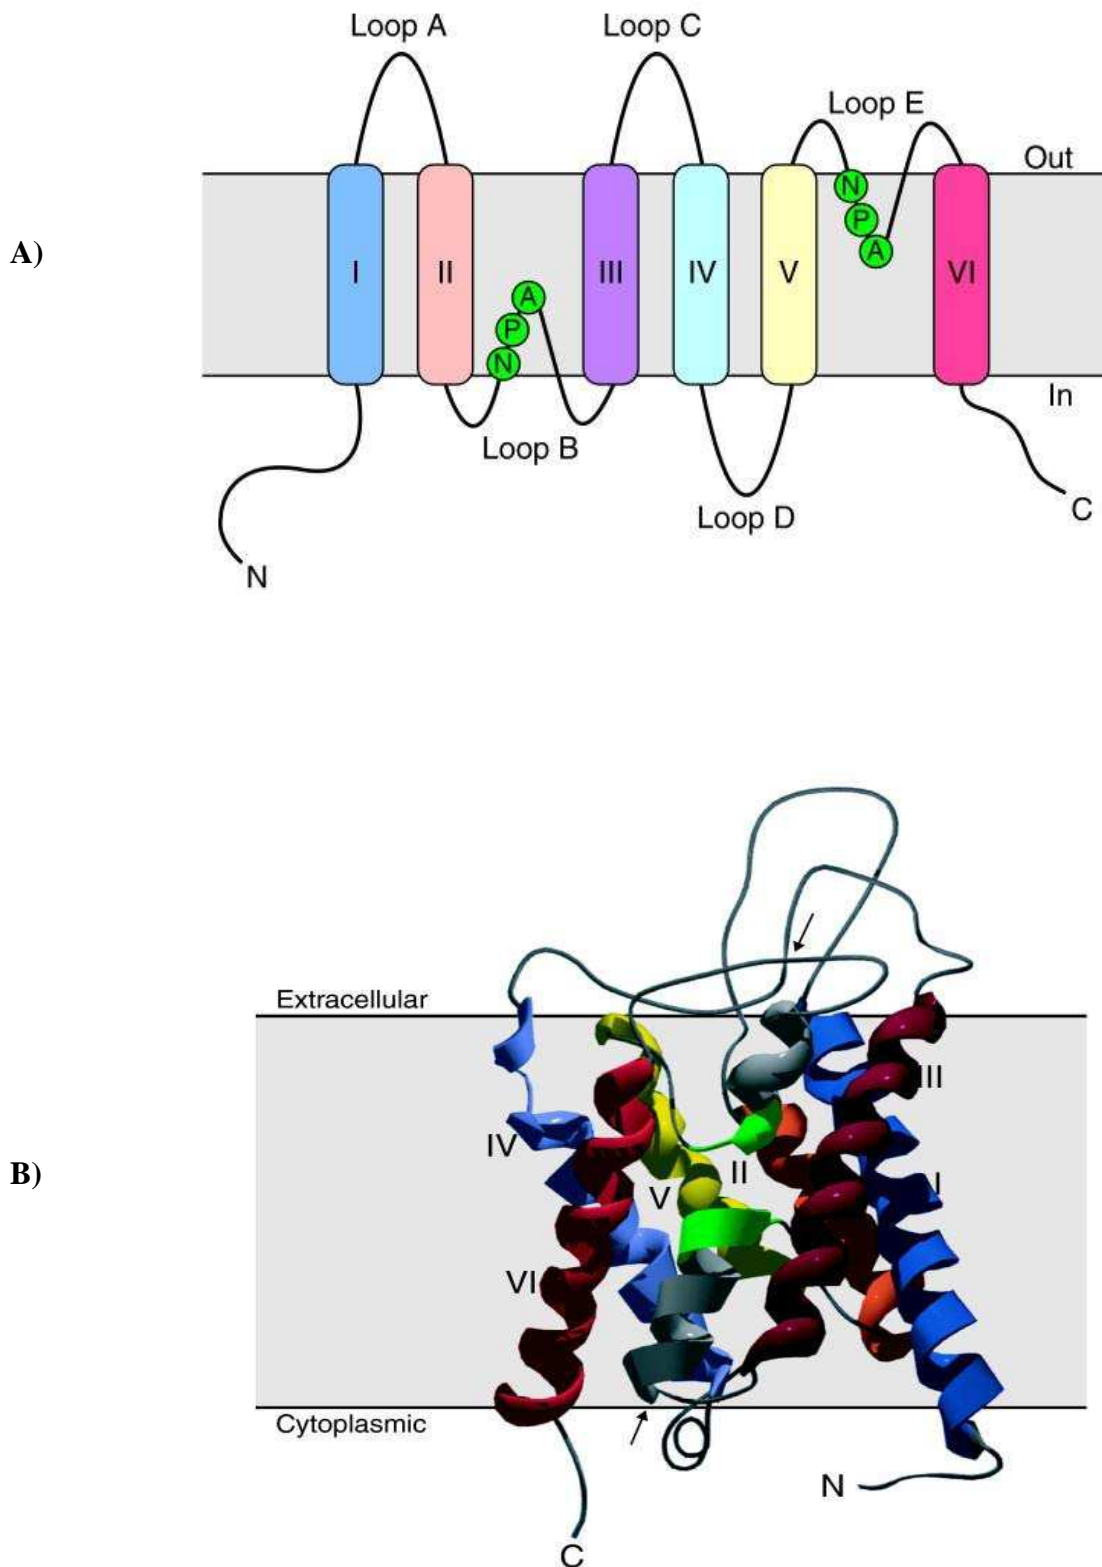 Loop A
Loop C
Loop E
Out
N
P
A
A)
I
II
III
IV
V
VI
A
P
N
In
Loop B
Loop D
C
N
Extracellular
III
IV
II
B)
V
I
VI
Cytoplasmic
N
C